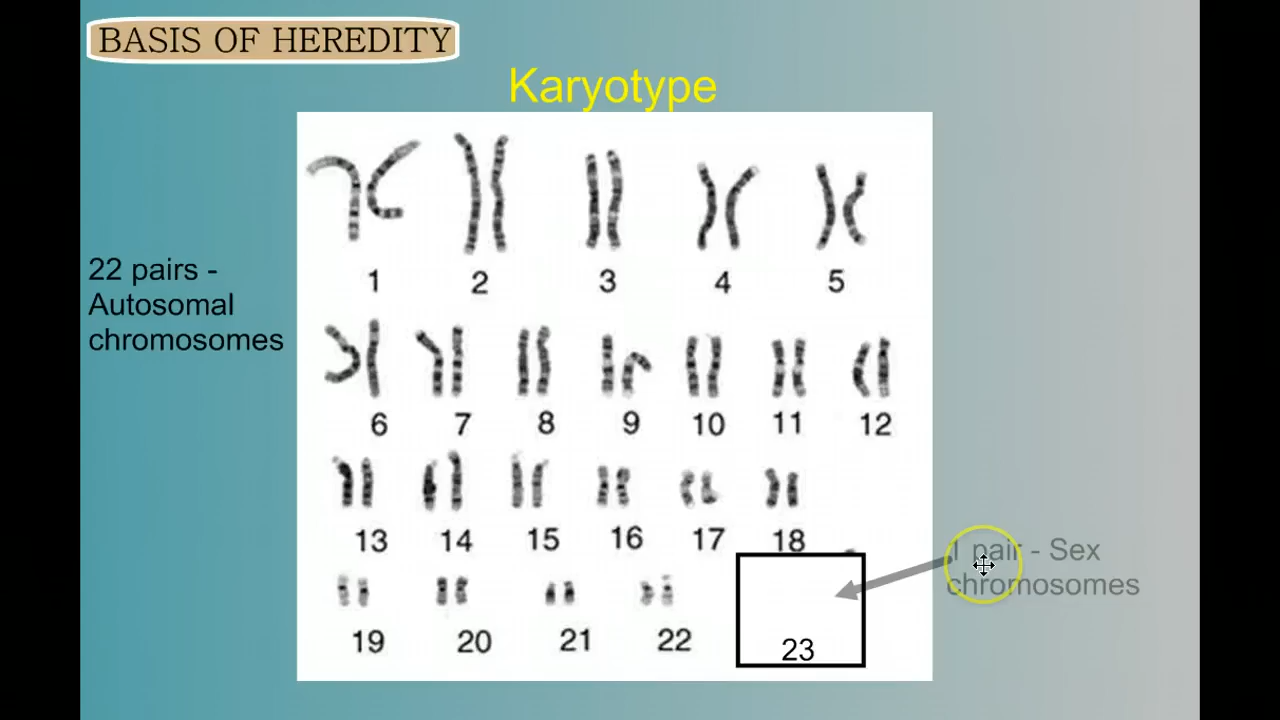 BASIS OF HEREDITY
Karyotype
22 pairs -
Autosomal
chromosomes
1 2 3 4 5
6 7 8 9 10 11 12
13 14 15 16 17 18
1 pair - Sex
chromosomes
19 20 21 22 23